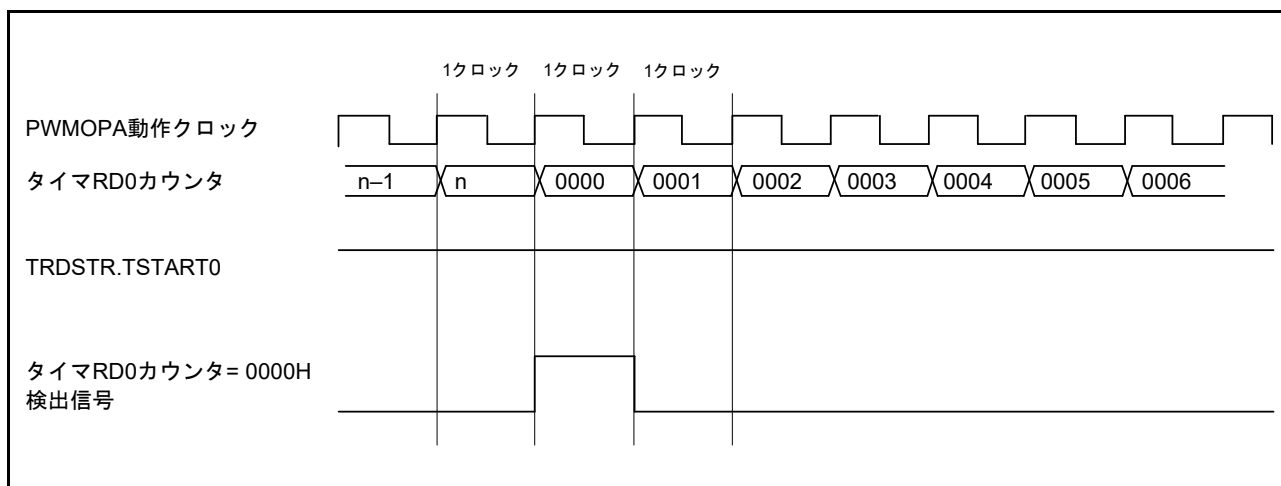 1クロック 1クロック 1クロック
PWMOPA動作クロック
タイマRD0カウンタ n–1 n 0000 0001 0002 0003 0004 0005 0006
TRDSTR.TSTART0
タイマRD0カウンタ= 0000H
検出信号